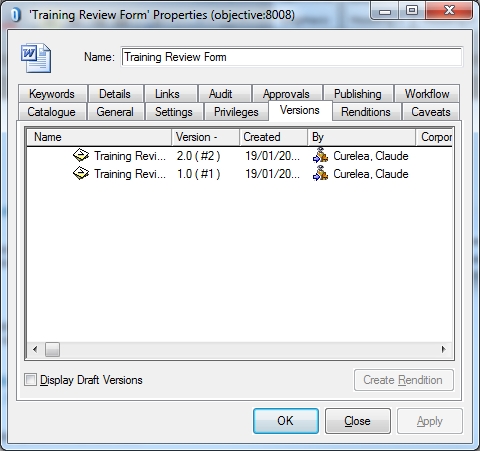 'Training Review Form' Properties (objective:8008)
Name: Training Review Form
Keywords Details Links Audit Approvals Publishing Workflow
Catalogue General Settings Privileges Versions Renditions Caveats
Name Version - Created By Corpor
Training Revi... 2.0 ( #2 ) 19/01/20... Curelea, Claude
Training Revi... 1.0 ( #1 ) 19/01/20... Curelea, Claude
Display Draft Versions Create Rendition
OK Close Apply